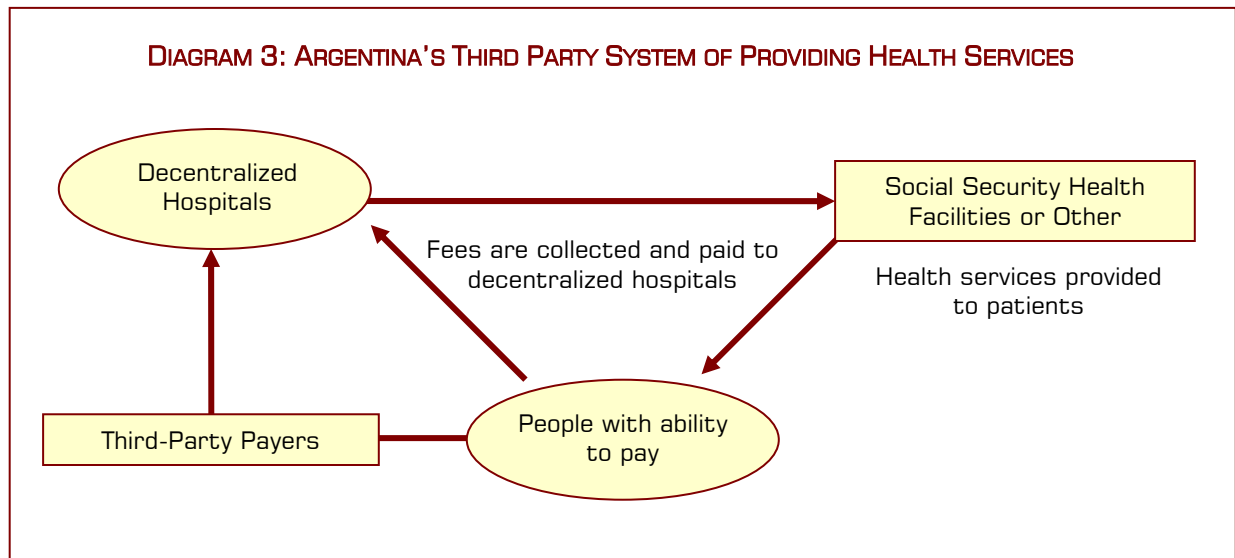 DIAGRAM 3: ARGENTINA'S THIRD PARTY SYSTEM OF PROVIDING HEALTH SERVICES
Decentralized
Hospitals
Social Security Health
Facilities or Other
Fees are collected and paid to
decentralized hospitals
Health services provided
to patients
Third-Party Payers
People with ability
to pay